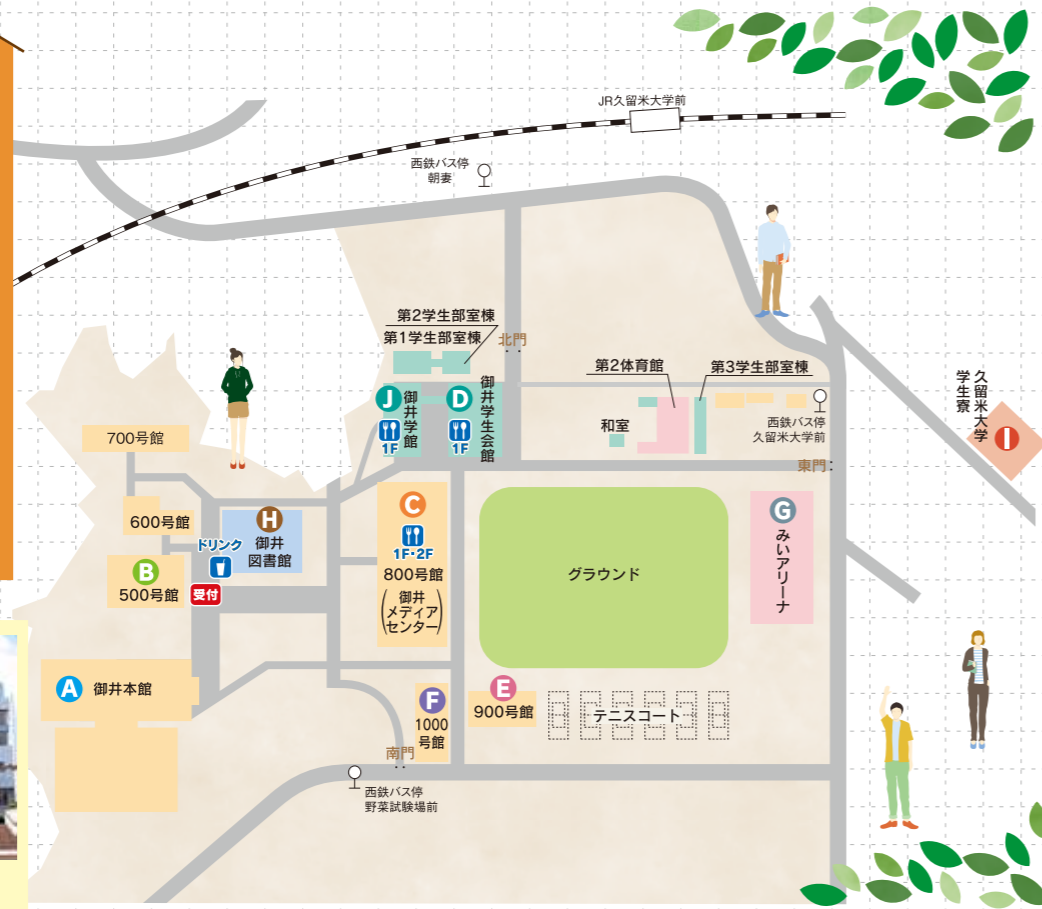 JR久留米大学前
西鉄バス停
朝妻
第2学生部室棟
第1学生部室棟
北門
J
御井学館
1F
D
御井学生会館
1F
第2体育館
第3学生部室棟
和室
西鉄バス停
久留米大学前
東門
久留米大学
学生寮
I
700号館
600号館
B
500号館
ドリンク
受付
H
御井
図書館
C
1F・2F
800号館
(御井
メディア
センター)
グラウンド
G
みいアリーナ
A
御井本館
F
1000
号館
E
900号館
テニスコート
南門
西鉄バス停
野菜試験場前